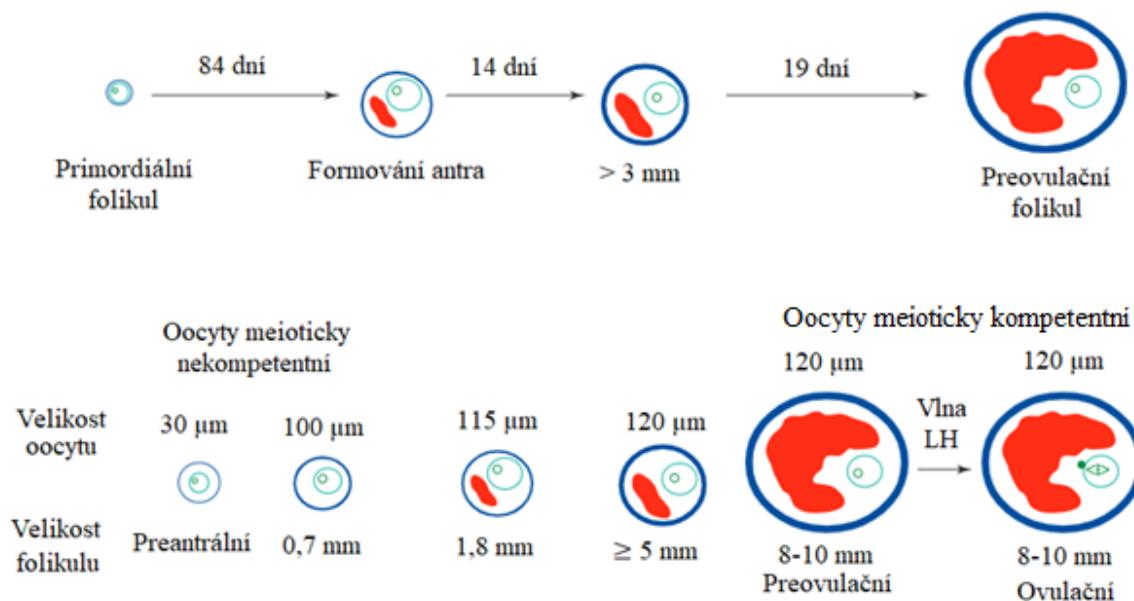 84 dní
14 dní
19 dní
Primordiální
folikul
Formování antra
> 3 mm
Preovulační
folikul
Oocyty meioticky
nekompetentní
Oocyty meioticky kompetentní
Velikost
oocytu
30 µm
100 µm
115 µm
120 µm
120 µm
120 µm
Vlna
LH
Velikost
folikulu
Preantrální
0,7 mm
1,8 mm
≥ 5 mm
8-10 mm
Preovulační
8-10 mm
Ovulační